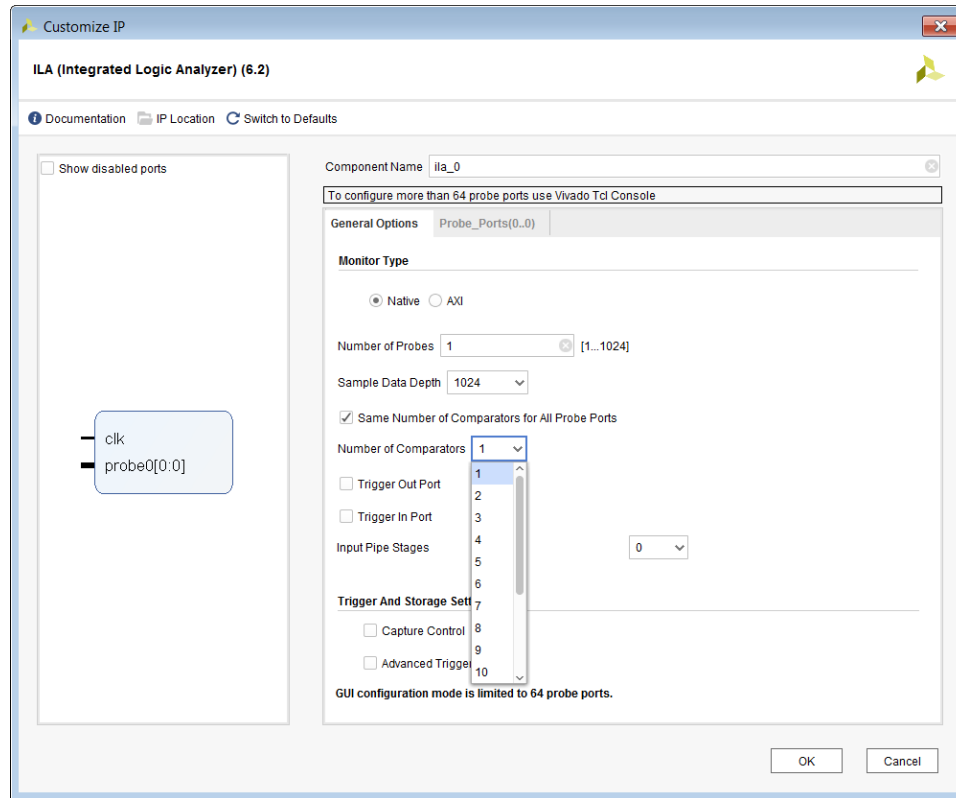 Customize IP
ILA (Integrated Logic Analyzer) (6.2)
Documentation IP Location Switch to Defaults
Show disabled ports
clk
probe0[0:0]
Component Name ila_0
To configure more than 64 probe ports use Vivado Tcl Console
General Options Probe_Ports(0..0)
Monitor Type
Native AXI
Number of Probes 1 [1...1024]
Sample Data Depth 1024
Same Number of Comparators for All Probe Ports
Number of Comparators 1
1
2
3
4
5
6
7
8
9
10
Trigger Out Port
Trigger In Port
Input Pipe Stages 0
Trigger And Storage Sett
Capture Control
Advanced Trigger
GUI configuration mode is limited to 64 probe ports.
OK Cancel